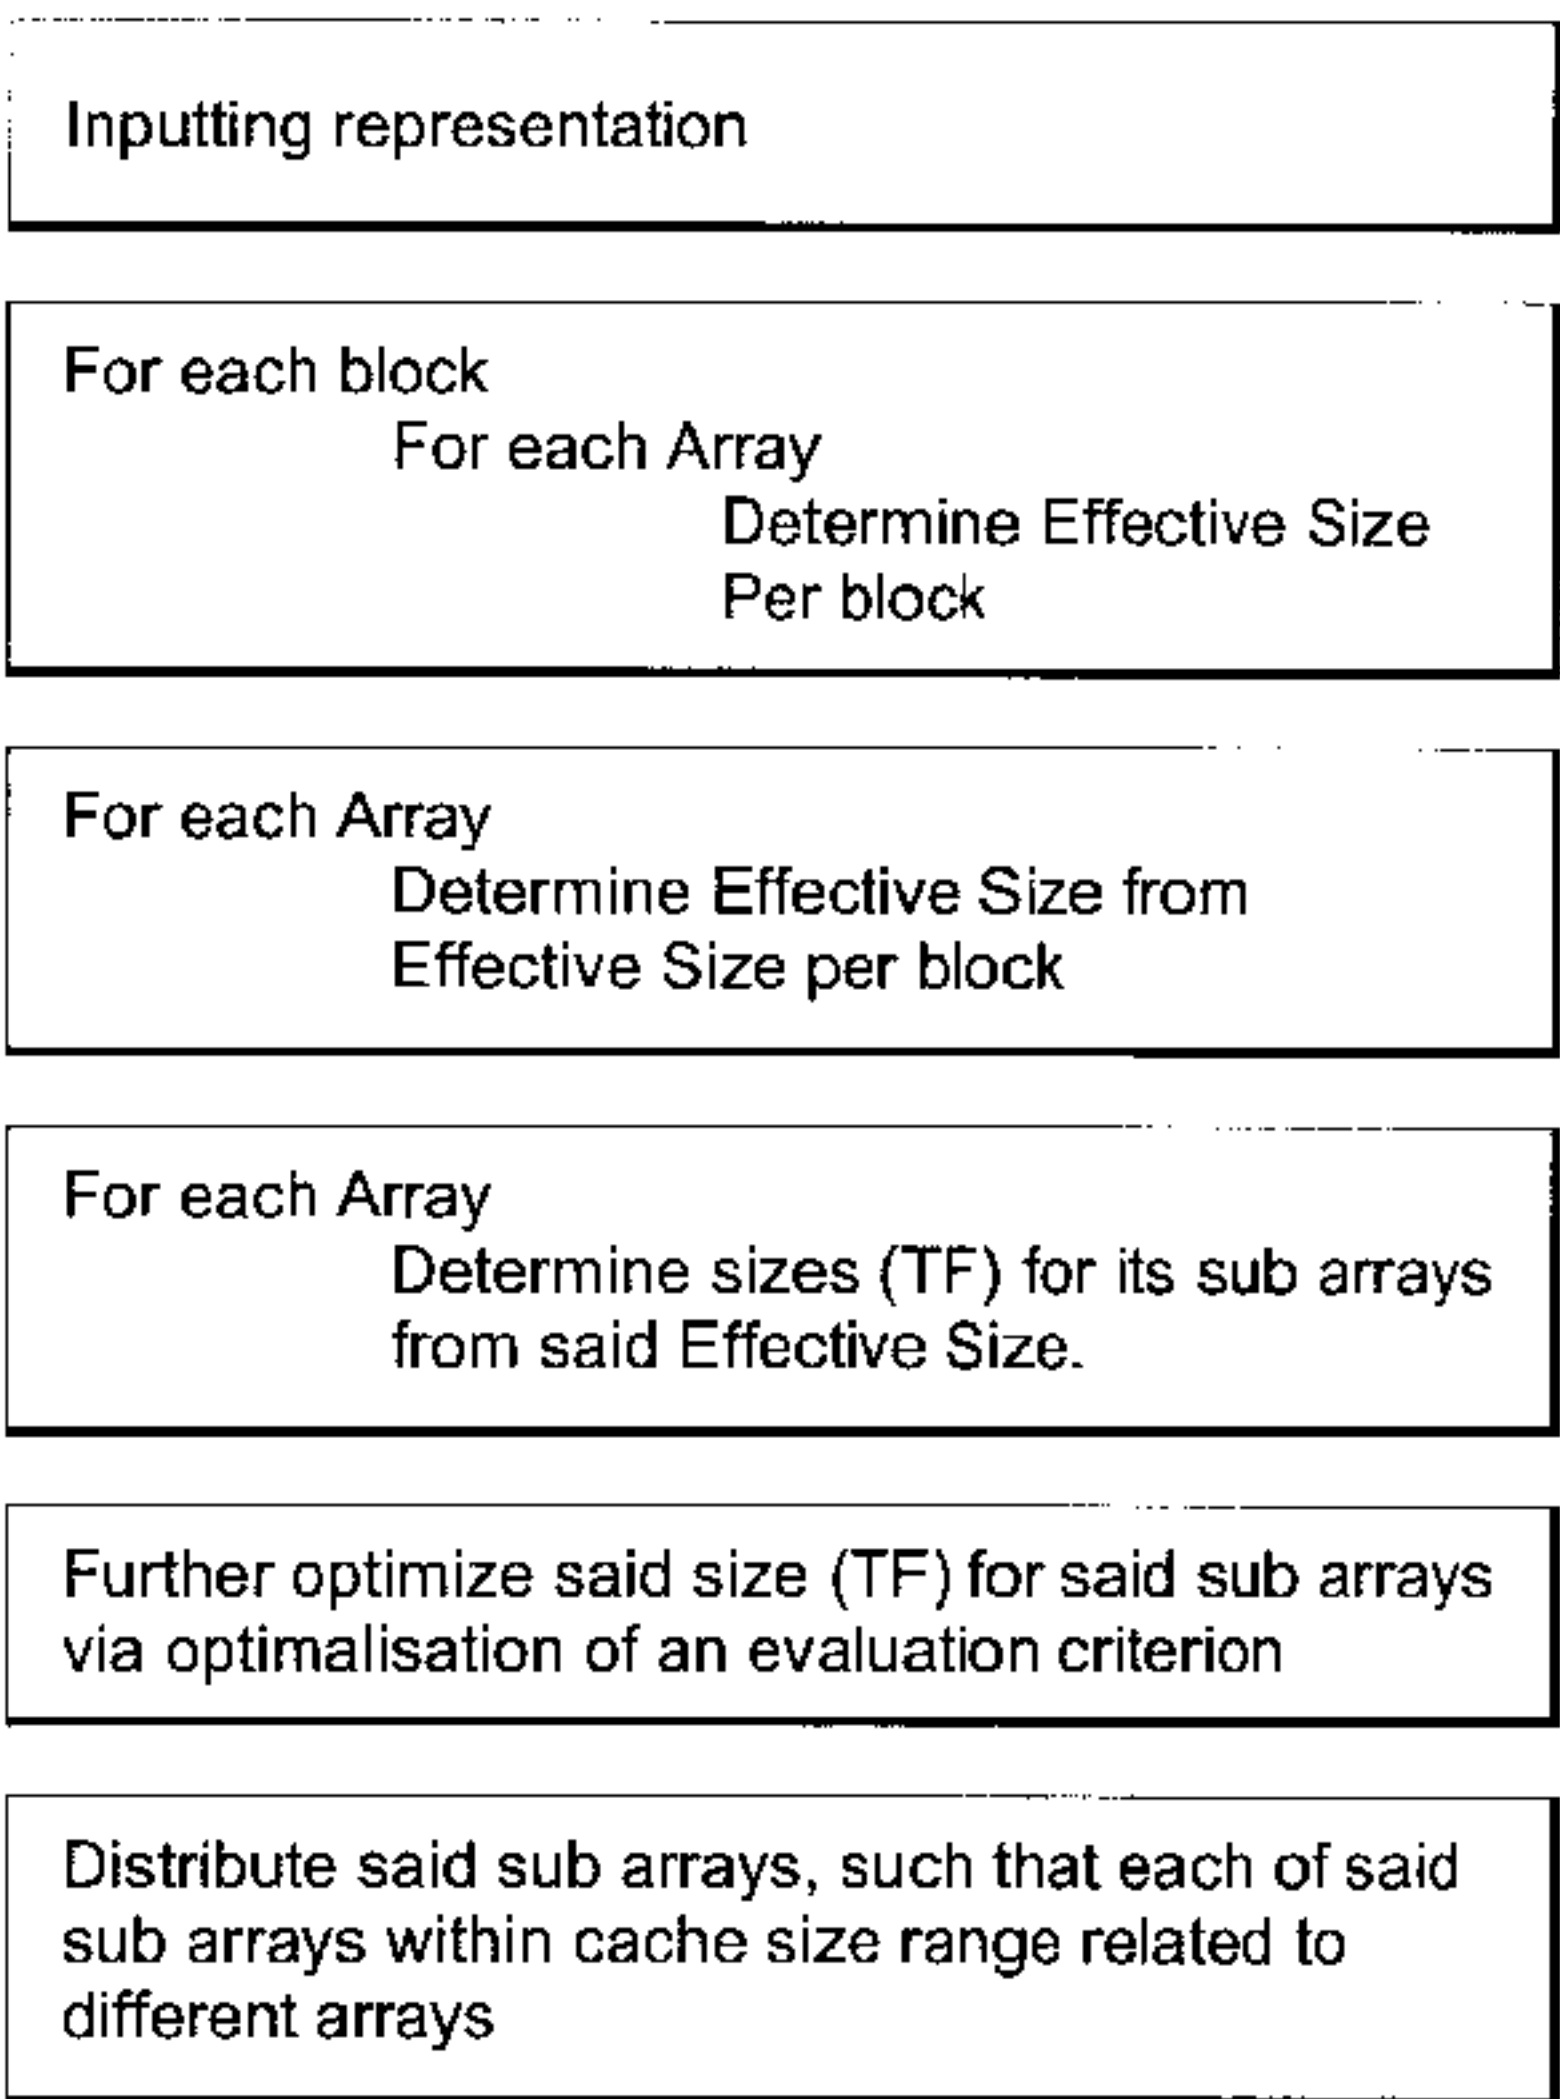 Inputting representation
For each block
For each Array
Determine Effective Size
Per block
For each Array
Determine Effective Size from
Effective Size per block
For each Array
Determine sizes (TF) for its sub arrays
from said Effective Size.
Further optimize said size (TF) for said sub arrays
via optimalisation of an evaluation criterion
Distribute said sub arrays, such that each of said
sub arrays within cache size range related to
different arrays